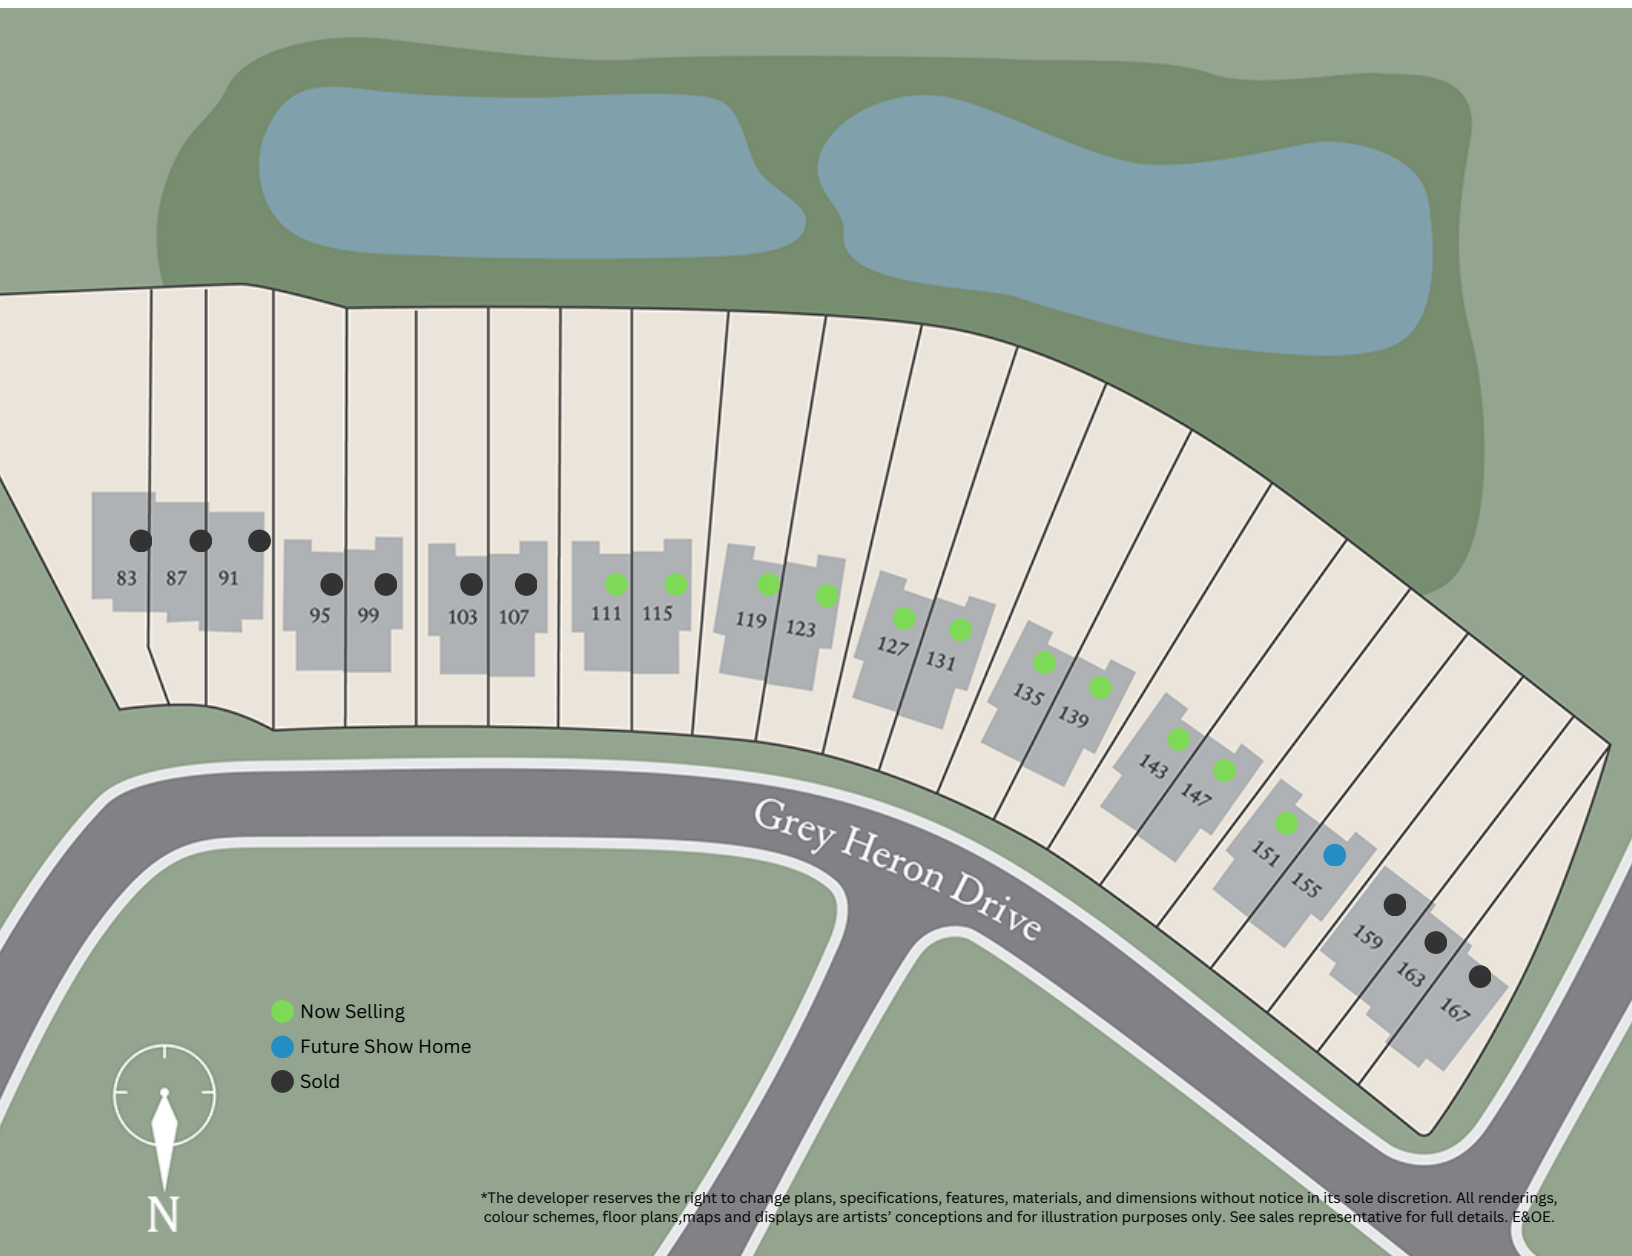 83 87 91
95 99
103 107
111 115
119 123
127 131
135 139
143 147
151 155
159 163 167
Grey Heron Drive
Now Selling
Future Show Home
Sold
N
*The developer reserves the right to change plans, specifications, features, materials, and dimensions without notice in its sole discretion. All renderings,
colour schemes, floor plans,maps and displays are artists’ conceptions and for illustration purposes only. See sales representative for full details. E&OE.